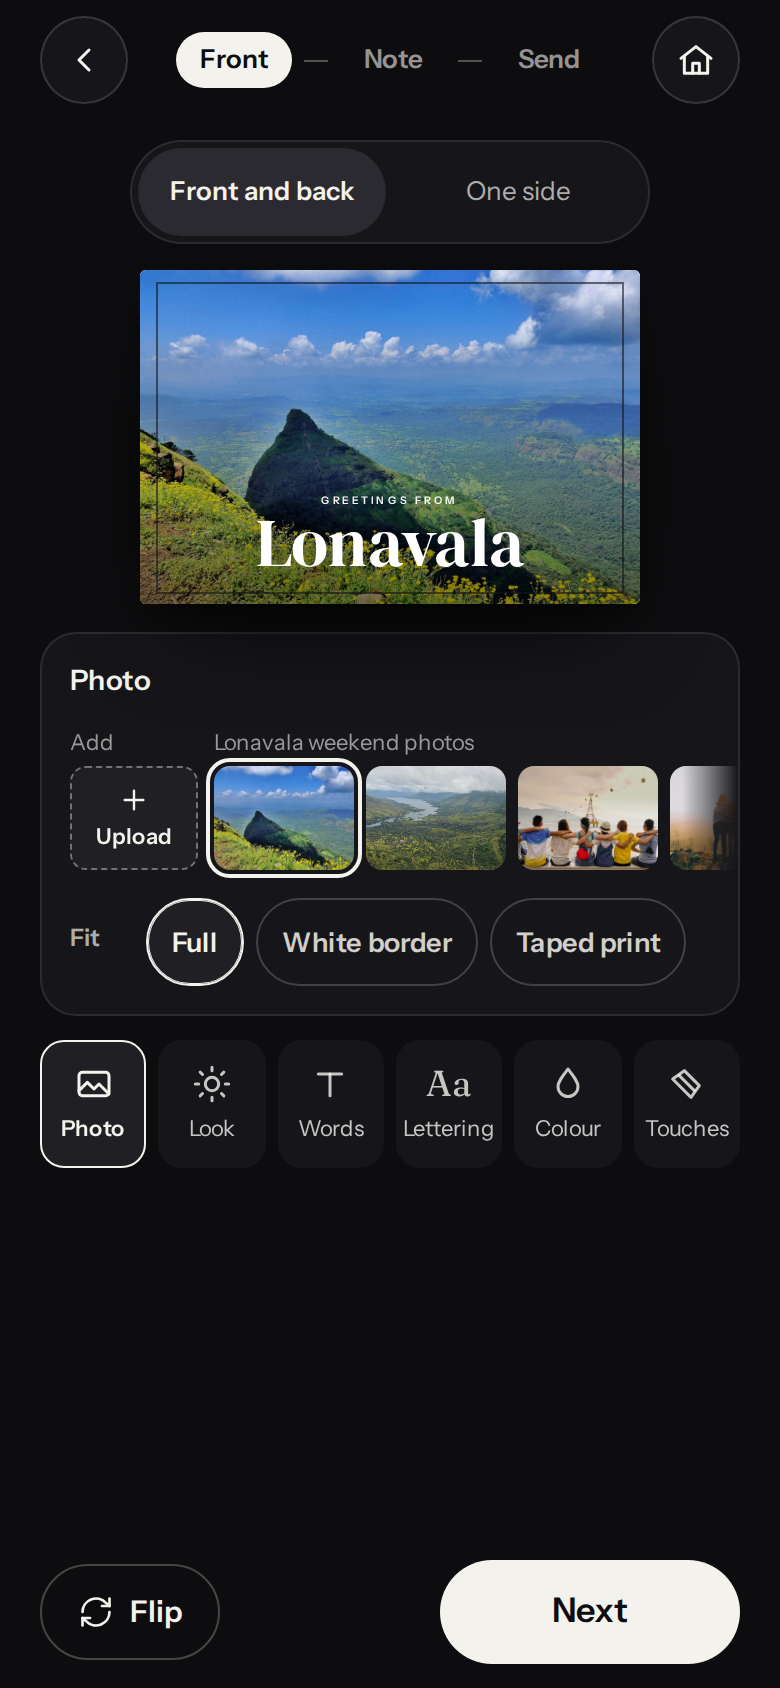 Front — Note — Send
Front and back One side
GREETINGS FROM
Lonavala
Photo
Add Lonavala weekend photos
Upload
Fit Full White border Taped print
Aa
Photo Look Words Lettering Colour Touches
Flip Next